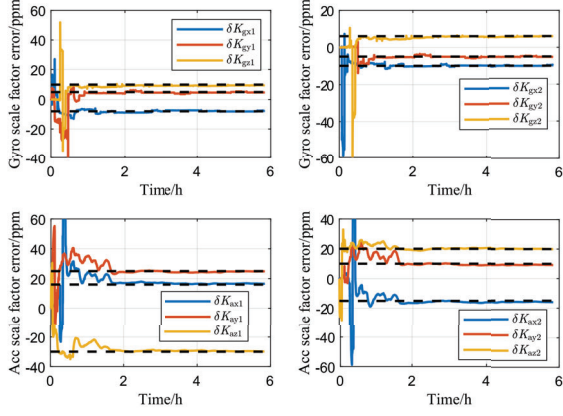 Gyro scale factor error/ppm
60
40
20
0
-20
-40
δKgx1
δKgy1
δKgz1
0
2
4
6
Time/h
Gyro scale factor error/ppm
20
0
-20
-40
-60
δKgx2
δKgy2
δKgz2
0
2
4
6
Time/h
Acc scale factor error/ppm
60
40
20
0
-20
-40
δKax1
δKay1
δKaz1
0
2
4
6
Time/h
Acc scale factor error/ppm
40
20
0
-20
-40
-60
δKax2
δKay2
δKaz2
0
2
4
6
Time/h